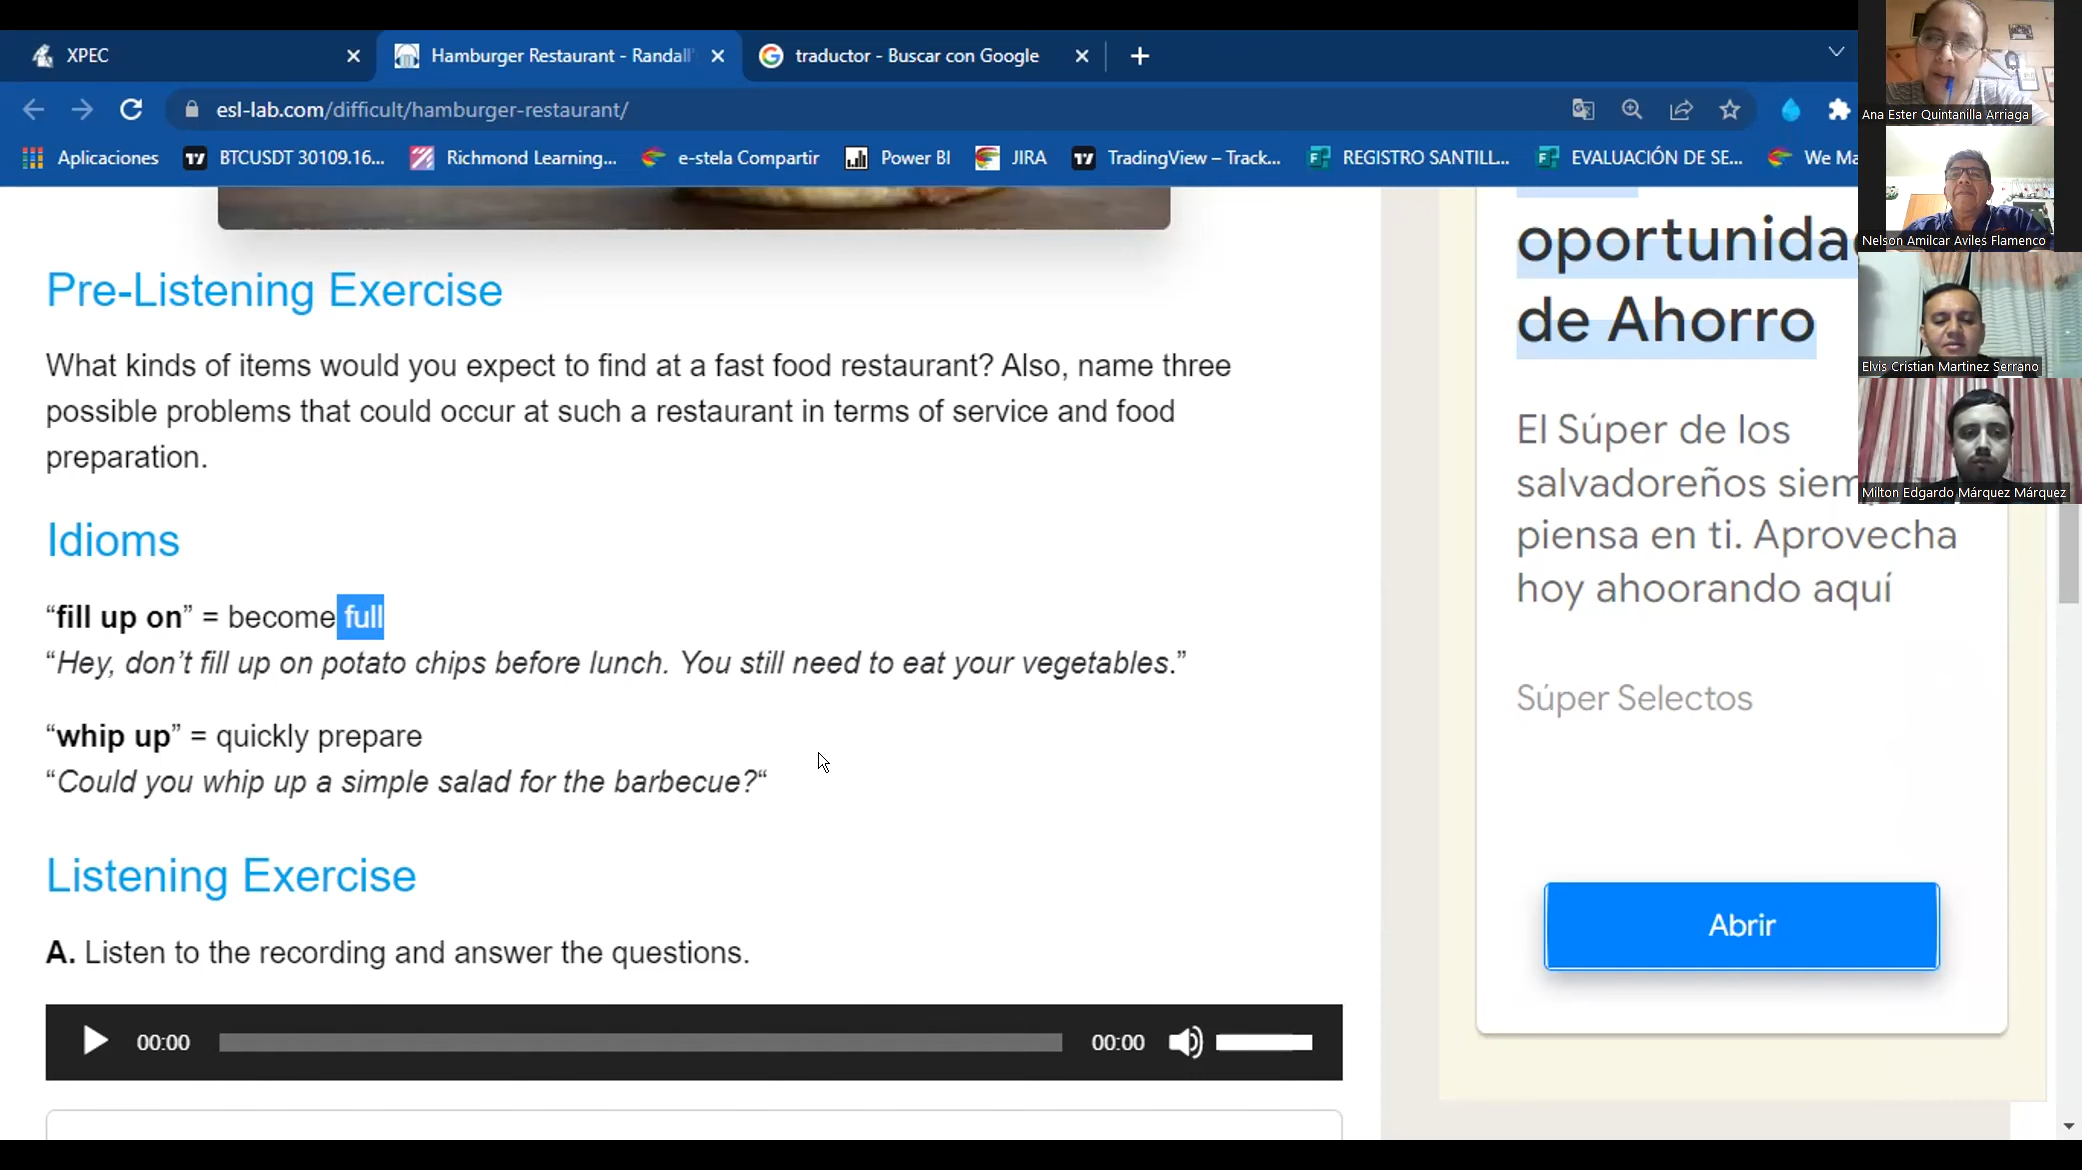 XPEC
Hamburger Restaurant - Randall'
traductor - Buscar con Google
esl-lab.com/difficult/hamburger-restaurant/
Aplicaciones
BTCUSDT 30109.16...
Richmond Learning...
e-stela Compartir
Power BI
JIRA
TradingView – Track...
REGISTRO SANTILL...
EVALUACIÓN DE SE...
We Ma
Ana Ester Quintanilla Arriaga
Nelson Amilcar Aviles Flamenco
Elvis Cristian Martinez Serrano
Milton Edgardo Márquez Márquez
Pre-Listening Exercise
What kinds of items would you expect to find at a fast food restaurant? Also, name three
possible problems that could occur at such a restaurant in terms of service and food
preparation.
Idioms
“fill up on” = become full
“Hey, don’t fill up on potato chips before lunch. You still need to eat your vegetables.”
“whip up” = quickly prepare
“Could you whip up a simple salad for the barbecue?“
Listening Exercise
A. Listen to the recording and answer the questions.
00:00
00:00
oportunidad
de Ahorro
El Súper de los
salvadoreños siem
piensa en ti. Aprovecha
hoy ahoorando aquí
Súper Selectos
Abrir